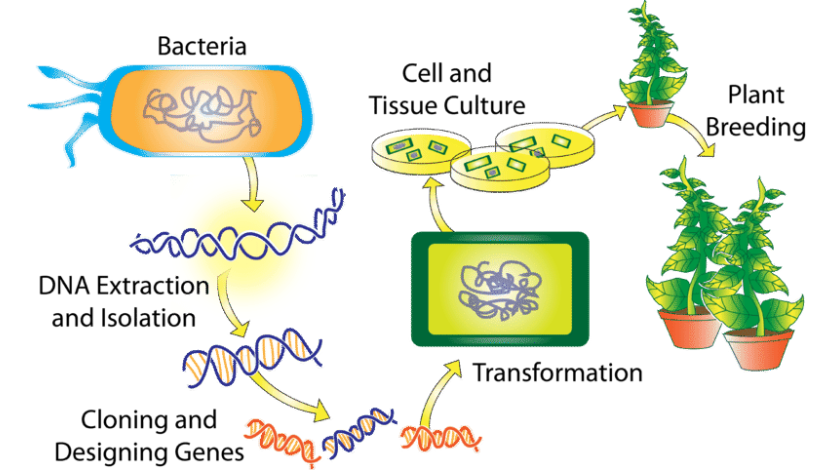 Bacteria
DNA Extraction
and Isolation
Cloning and
Designing Genes
Transformation
Cell and
Tissue Culture
Plant
Breeding